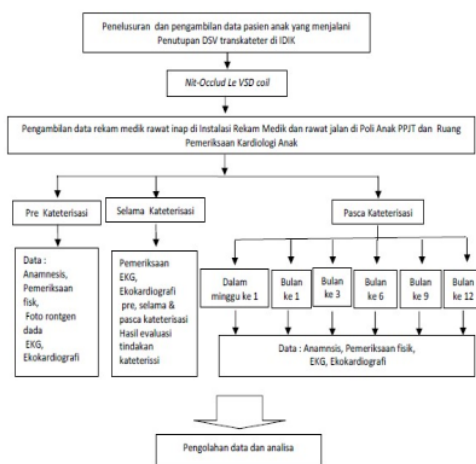 Penelusuran dan pengambilan data pasien anak yang menjalani
Penutupan DSV transkateter di IDIK
Nit-Occlud Le VSD coil
Pengambilan data rekam medik rawat inap di Instalasi Rekam Medik dan rawat jalan di Poli Anak PPJT dan Ruang
Pemeriksaan Kardiologi Anak
Pre Kateterisasi
Selama Kateterisasi
Pasca Kateterisasi
Data :
Anamnesis,
Pemeriksaan
fisk,
Foto rontgen
dada
EKG,
Ekokardiografi
Pemeriksaan
EKG,
Ekokardiografi
pre, selama &
pasca kateterisasi
Hasil evaluasi
tindakan
kateterissi
Dalam
minggu ke 1
Bulan
ke 1
Bulan
ke 3
Bulan
ke 6
Bulan
ke 9
Bulan
ke 12
Data : Anamnsis, Pemeriksaan fisik,
EKG, Ekokardiografi
Pengolahan data dan analisa